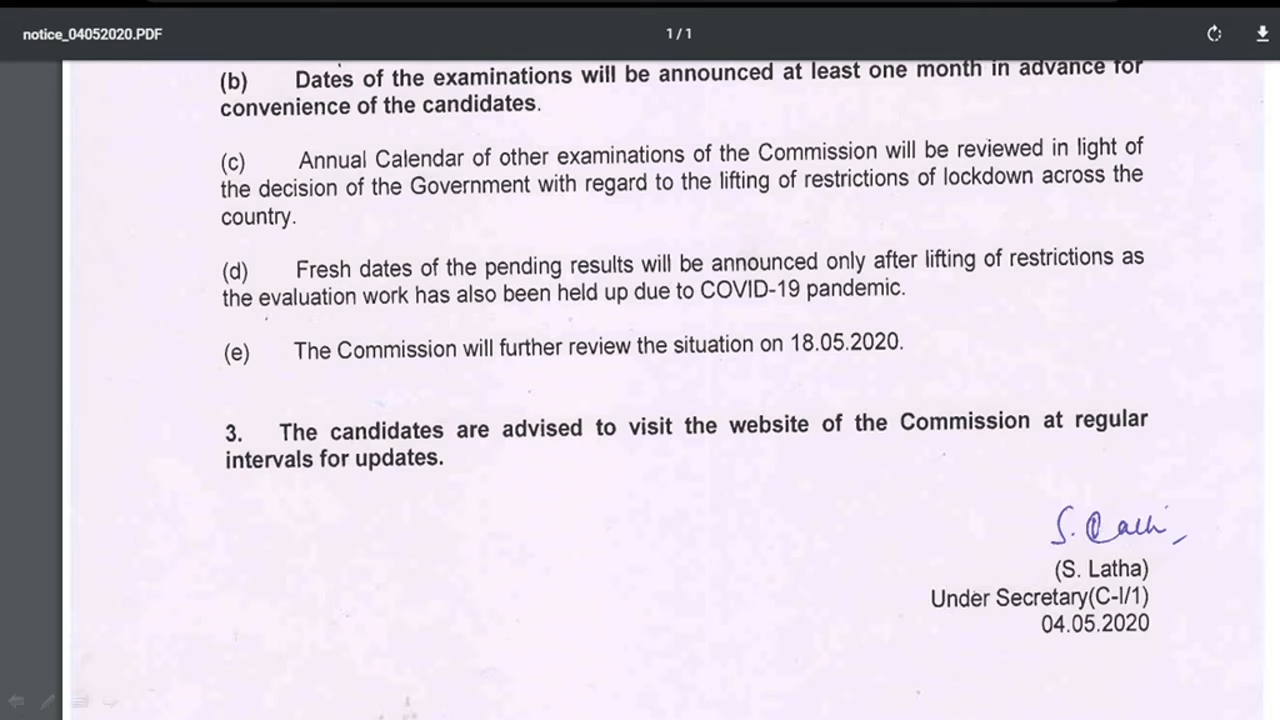 notice_04052020.PDF
1 / 1
(b) Dates of the examinations will be announced at least one month in advance for
convenience of the candidates.
(c) Annual Calendar of other examinations of the Commission will be reviewed in light of
the decision of the Government with regard to the lifting of restrictions of lockdown across the
country.
(d) Fresh dates of the pending results will be announced only after lifting of restrictions as
the evaluation work has also been held up due to COVID-19 pandemic.
(e) The Commission will further review the situation on 18.05.2020.
3. The candidates are advised to visit the website of the Commission at regular
intervals for updates.
(S. Latha)
Under Secretary(C-I/1)
04.05.2020